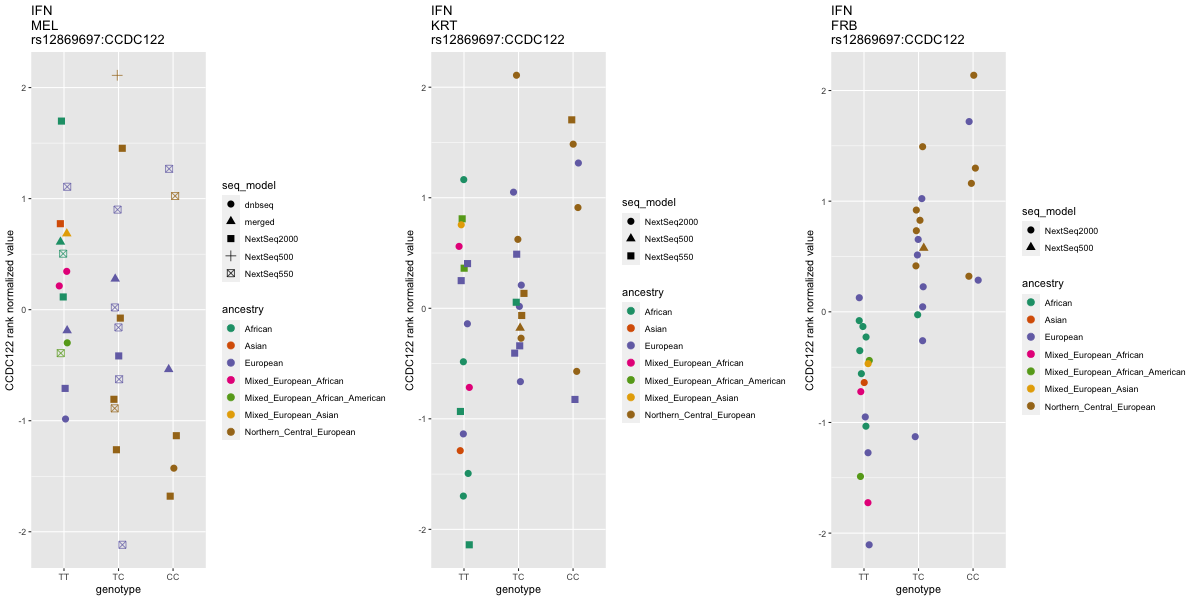 IFN
MEL
rs12869697:CCDC122
CCDC122 rank normalized value
2
1
0
-1
-2
TT
TC
CC
genotype
seq_model
dnbseq
merged
NextSeq2000
NextSeq500
NextSeq550
ancestry
African
Asian
European
Mixed_European_African
Mixed_European_African_American
Mixed_European_Asian
Northern_Central_European
IFN
KRT
rs12869697:CCDC122
CCDC122 rank normalized value
2
1
0
-1
-2
TT
TC
CC
genotype
seq_model
NextSeq2000
NextSeq500
NextSeq550
ancestry
African
Asian
European
Mixed_European_African
Mixed_European_African_American
Mixed_European_Asian
Northern_Central_European
IFN
FRB
rs12869697:CCDC122
CCDC122 rank normalized value
2
1
0
-1
-2
TT
TC
CC
genotype
seq_model
NextSeq2000
NextSeq500
ancestry
African
Asian
European
Mixed_European_African
Mixed_European_African_American
Mixed_European_Asian
Northern_Central_European